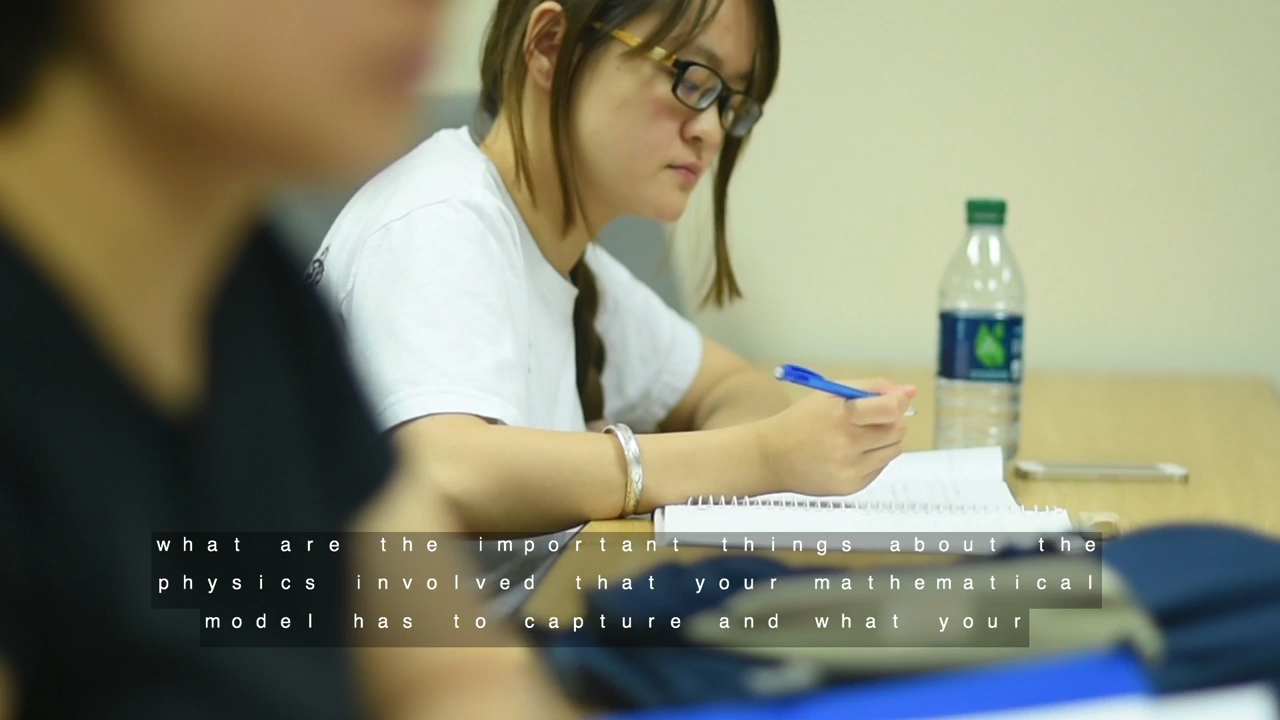 what are the important things about the
physics involved that your mathematical
model has to capture and what your